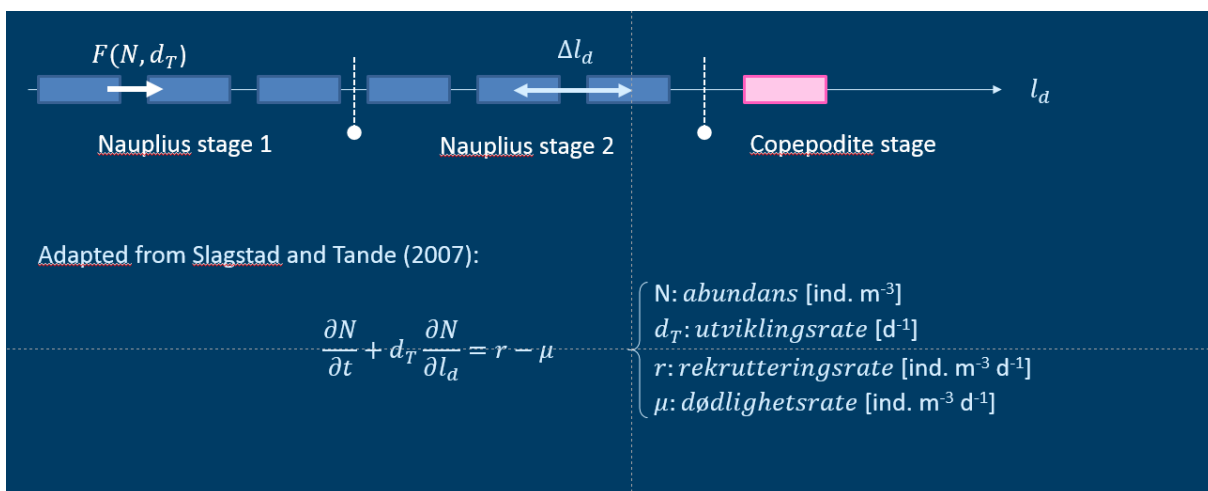 F(N, d_T)
Δl_d
l_d
Nauplius stage 1
Nauplius stage 2
Copepodite stage
Adapted from Slagstad and Tande (2007):
∂N/∂t + d_T ∂N/∂l_d = r − μ
N: abundans [ind. m⁻³]
d_T: utviklingsrate [d⁻¹]
r: rekrutteringsrate [ind. m⁻³ d⁻¹]
μ: dødlighetsrate [ind. m⁻³ d⁻¹]